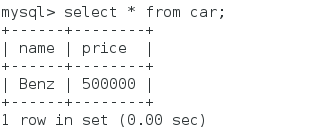 mysql> select * from car;
+------+--------+
| name | price  |
+------+--------+
| Benz | 500000 |
+------+--------+
1 row in set (0.00 sec)